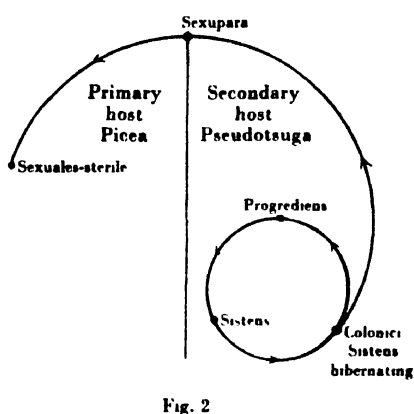 Sexupara
Primary
host
Picea
Secondary
host
Pseudotsuga
Sexuales-sterile
Progrediens
Sistens
Colonici
Sistens
hibernating
Fig. 2